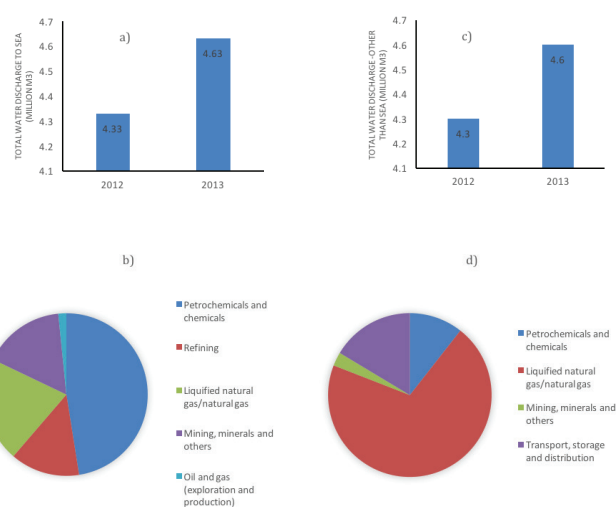 a)
TOTAL WATER DISCHARGE TO SEA
(MILLION M3)
4.7
4.6
4.5
4.4
4.3
4.2
4.1
4.33
4.63
2012
2013
c)
TOTAL WATER DISCHARGE -OTHER
THAN SEA (MILLION M3)
4.7
4.6
4.5
4.4
4.3
4.2
4.1
4.3
4.6
2012
2013
b)
Petrochemicals and
chemicals
Refining
Liquified natural
gas/natural gas
Mining, minerals and
others
Oil and gas
(exploration and
production)
d)
Petrochemicals and
chemicals
Liquified natural
gas/natural gas
Mining, minerals and
others
Transport, storage
and distribution